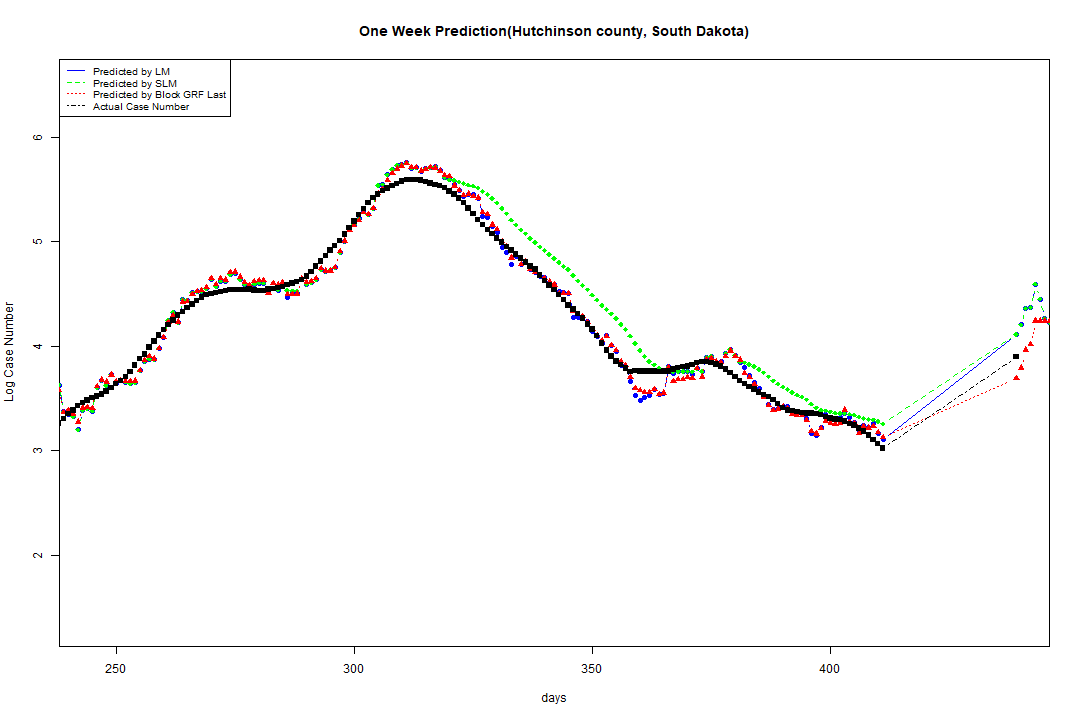 One Week Prediction(Hutchinson county, South Dakota)
Predicted by LM
Predicted by SLM
Predicted by Block GRF Last
Actual Case Number
6
5
4
3
2
Log Case Number
250 300 350 400
days